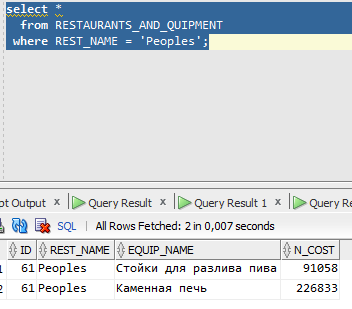 select *
from RESTAURANTS_AND_QUIPMENT
where REST_NAME = 'Peoples';
pt Output x Query Result x Query Result 1 x Query Re
SQL | All Rows Fetched: 2 in 0,007 seconds
ID REST_NAME EQUIP_NAME N_COST
1 61 Peoples Стойки для разлива пива 91058
2 61 Peoples Каменная печь 226833